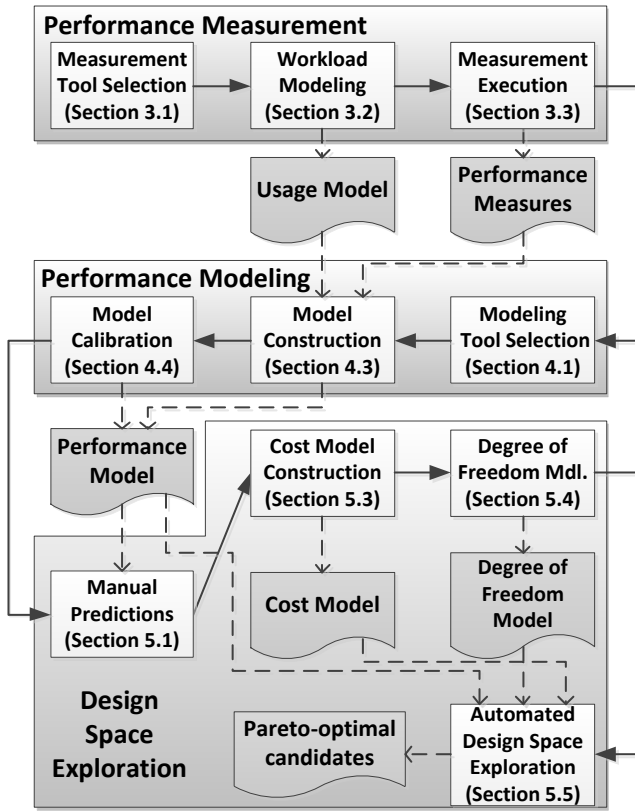 Performance Measurement
Measurement
Tool Selection
(Section 3.1)
Workload
Modeling
(Section 3.2)
Measurement
Execution
(Section 3.3)
Usage Model
Performance
Measures
Performance Modeling
Model
Calibration
(Section 4.4)
Model
Construction
(Section 4.3)
Modeling
Tool Selection
(Section 4.1)
Performance
Model
Cost Model
Construction
(Section 5.3)
Degree of
Freedom Mdl.
(Section 5.4)
Manual
Predictions
(Section 5.1)
Cost Model
Degree of
Freedom
Model
Design
Space
Exploration
Pareto-optimal
candidates
Automated
Design Space
Exploration
(Section 5.5)